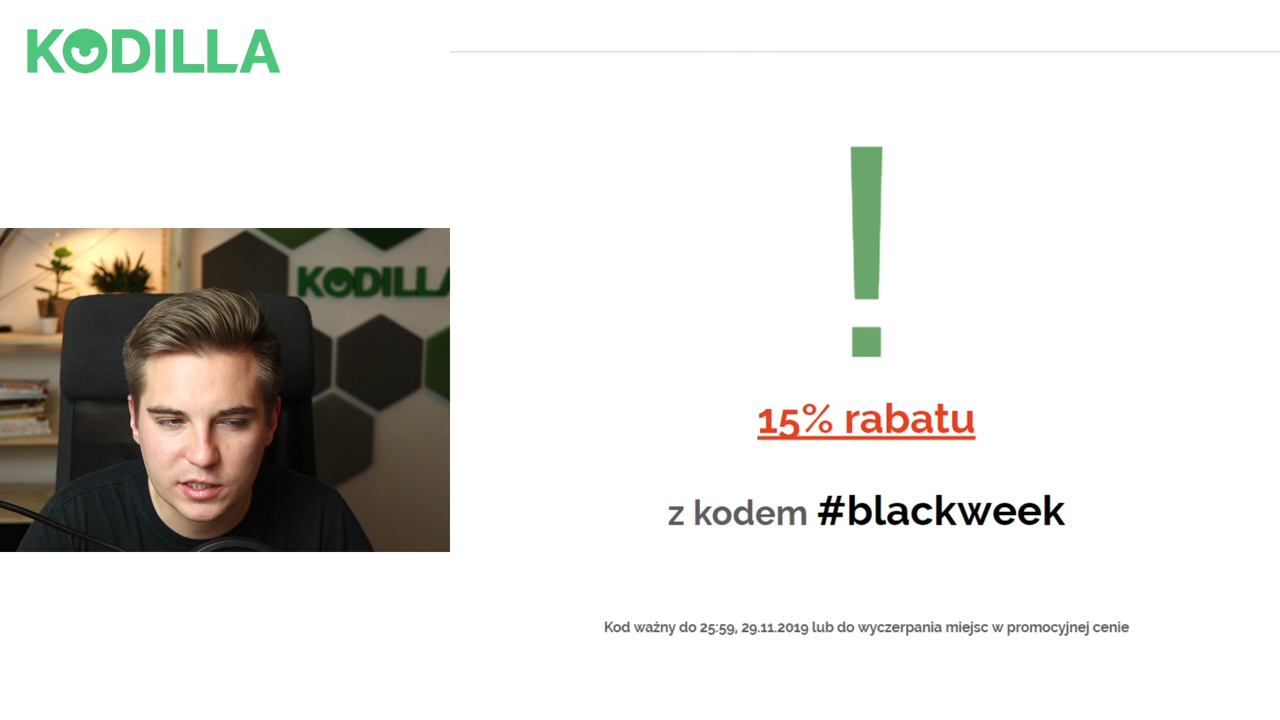 KODILLA
KODILLA
15% rabatu
z kodem #blackweek
Kod ważny do 25:59, 29.11.2019 lub do wyczerpania miejsc w promocyjnej cenie
!